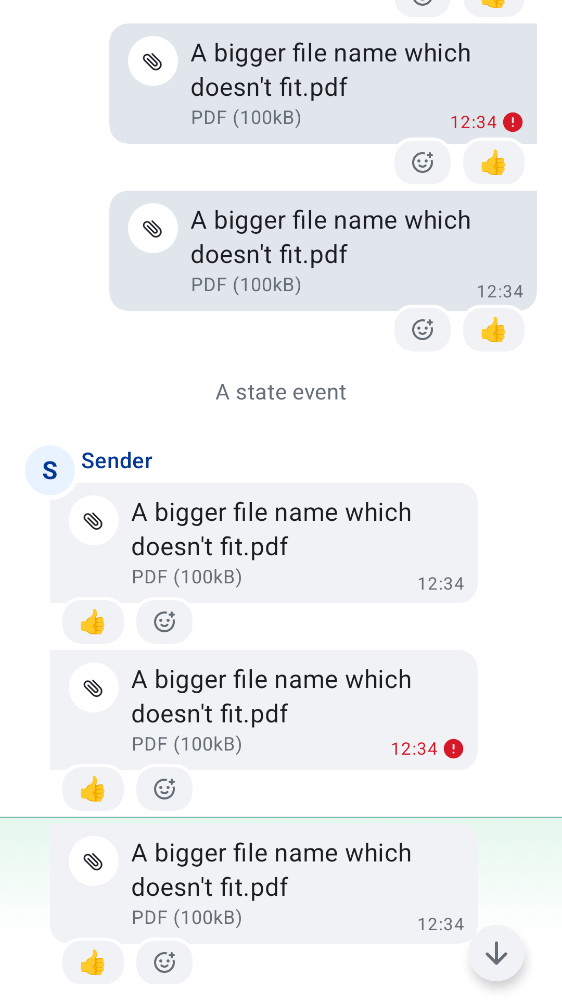 A bigger file name which
doesn't fit.pdf
PDF (100kB)
12:34
A bigger file name which
doesn't fit.pdf
PDF (100kB)
12:34
A state event
S
Sender
A bigger file name which
doesn't fit.pdf
PDF (100kB)
12:34
A bigger file name which
doesn't fit.pdf
PDF (100kB)
12:34
A bigger file name which
doesn't fit.pdf
PDF (100kB)
12:34